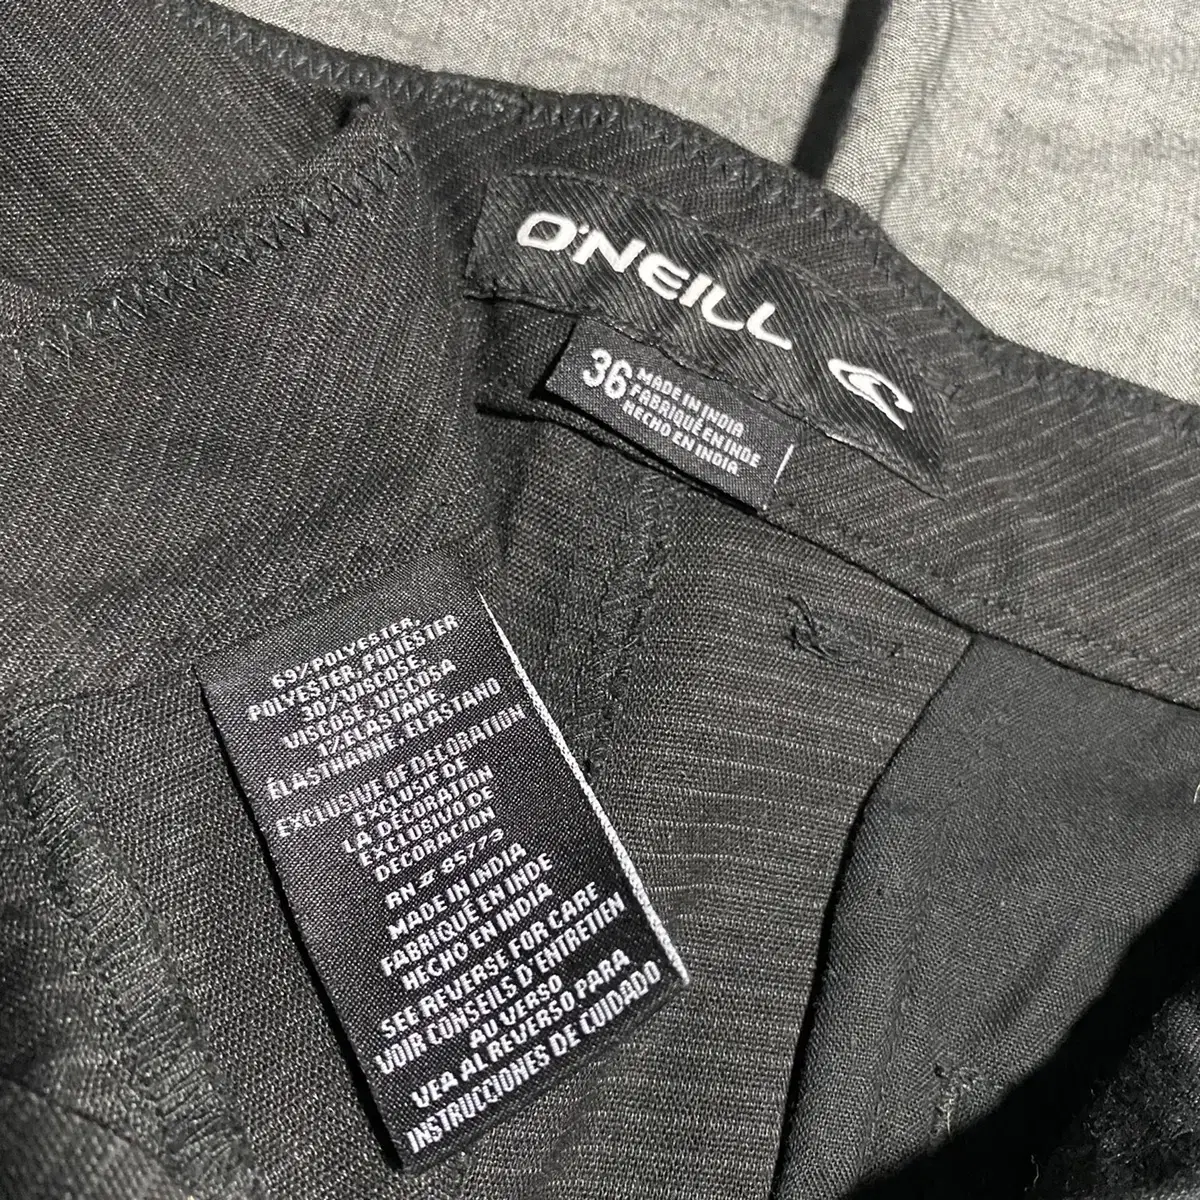 O'NEILL
36
MADE IN INDIA
FABRIQUÉ EN INDE
HECHO EN INDIA
69% POLYESTER,
POLYESTER, POLIÉSTER
30% VISCOSE,
VISCOSE, VISCOSA
1% ELASTANE,
ÉLASTHANNE, ELASTANO
EXCLUSIVE OF DECORATION
EXCLUSIF DE
LA DECORATION
EXCLUSIVO DE
DECORACION
RN # 85773
MADE IN INDIA
FABRIQUÉ EN INDE
HECHO EN INDIA
SEE REVERSE FOR CARE
VOIR CONSEILS D'ENTRETIEN
AU VERSO
VEA AL REVERSO PARA
INSTRUCCIONES DE CUIDADO